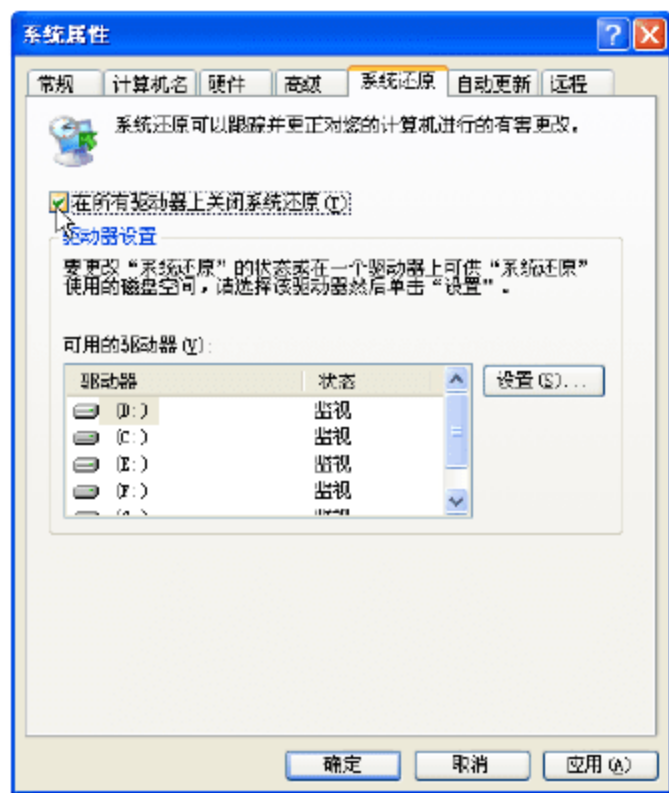 系统属性
常规 计算机名 硬件 高级 系统还原 自动更新 远程
系统还原可以跟踪并更正对您的计算机进行的有害更改。
在所有驱动器上关闭系统还原(T)
驱动器设置
要更改“系统还原”的状态或在一个驱动器上可供“系统还原”
使用的磁盘空间，请选择该驱动器然后单击“设置”。
可用的驱动器(V):
驱动器 状态 设置(S)...
(D:) 监视
(C:) 监视
(E:) 监视
(F:) 监视
监视
确定 取消 应用(A)